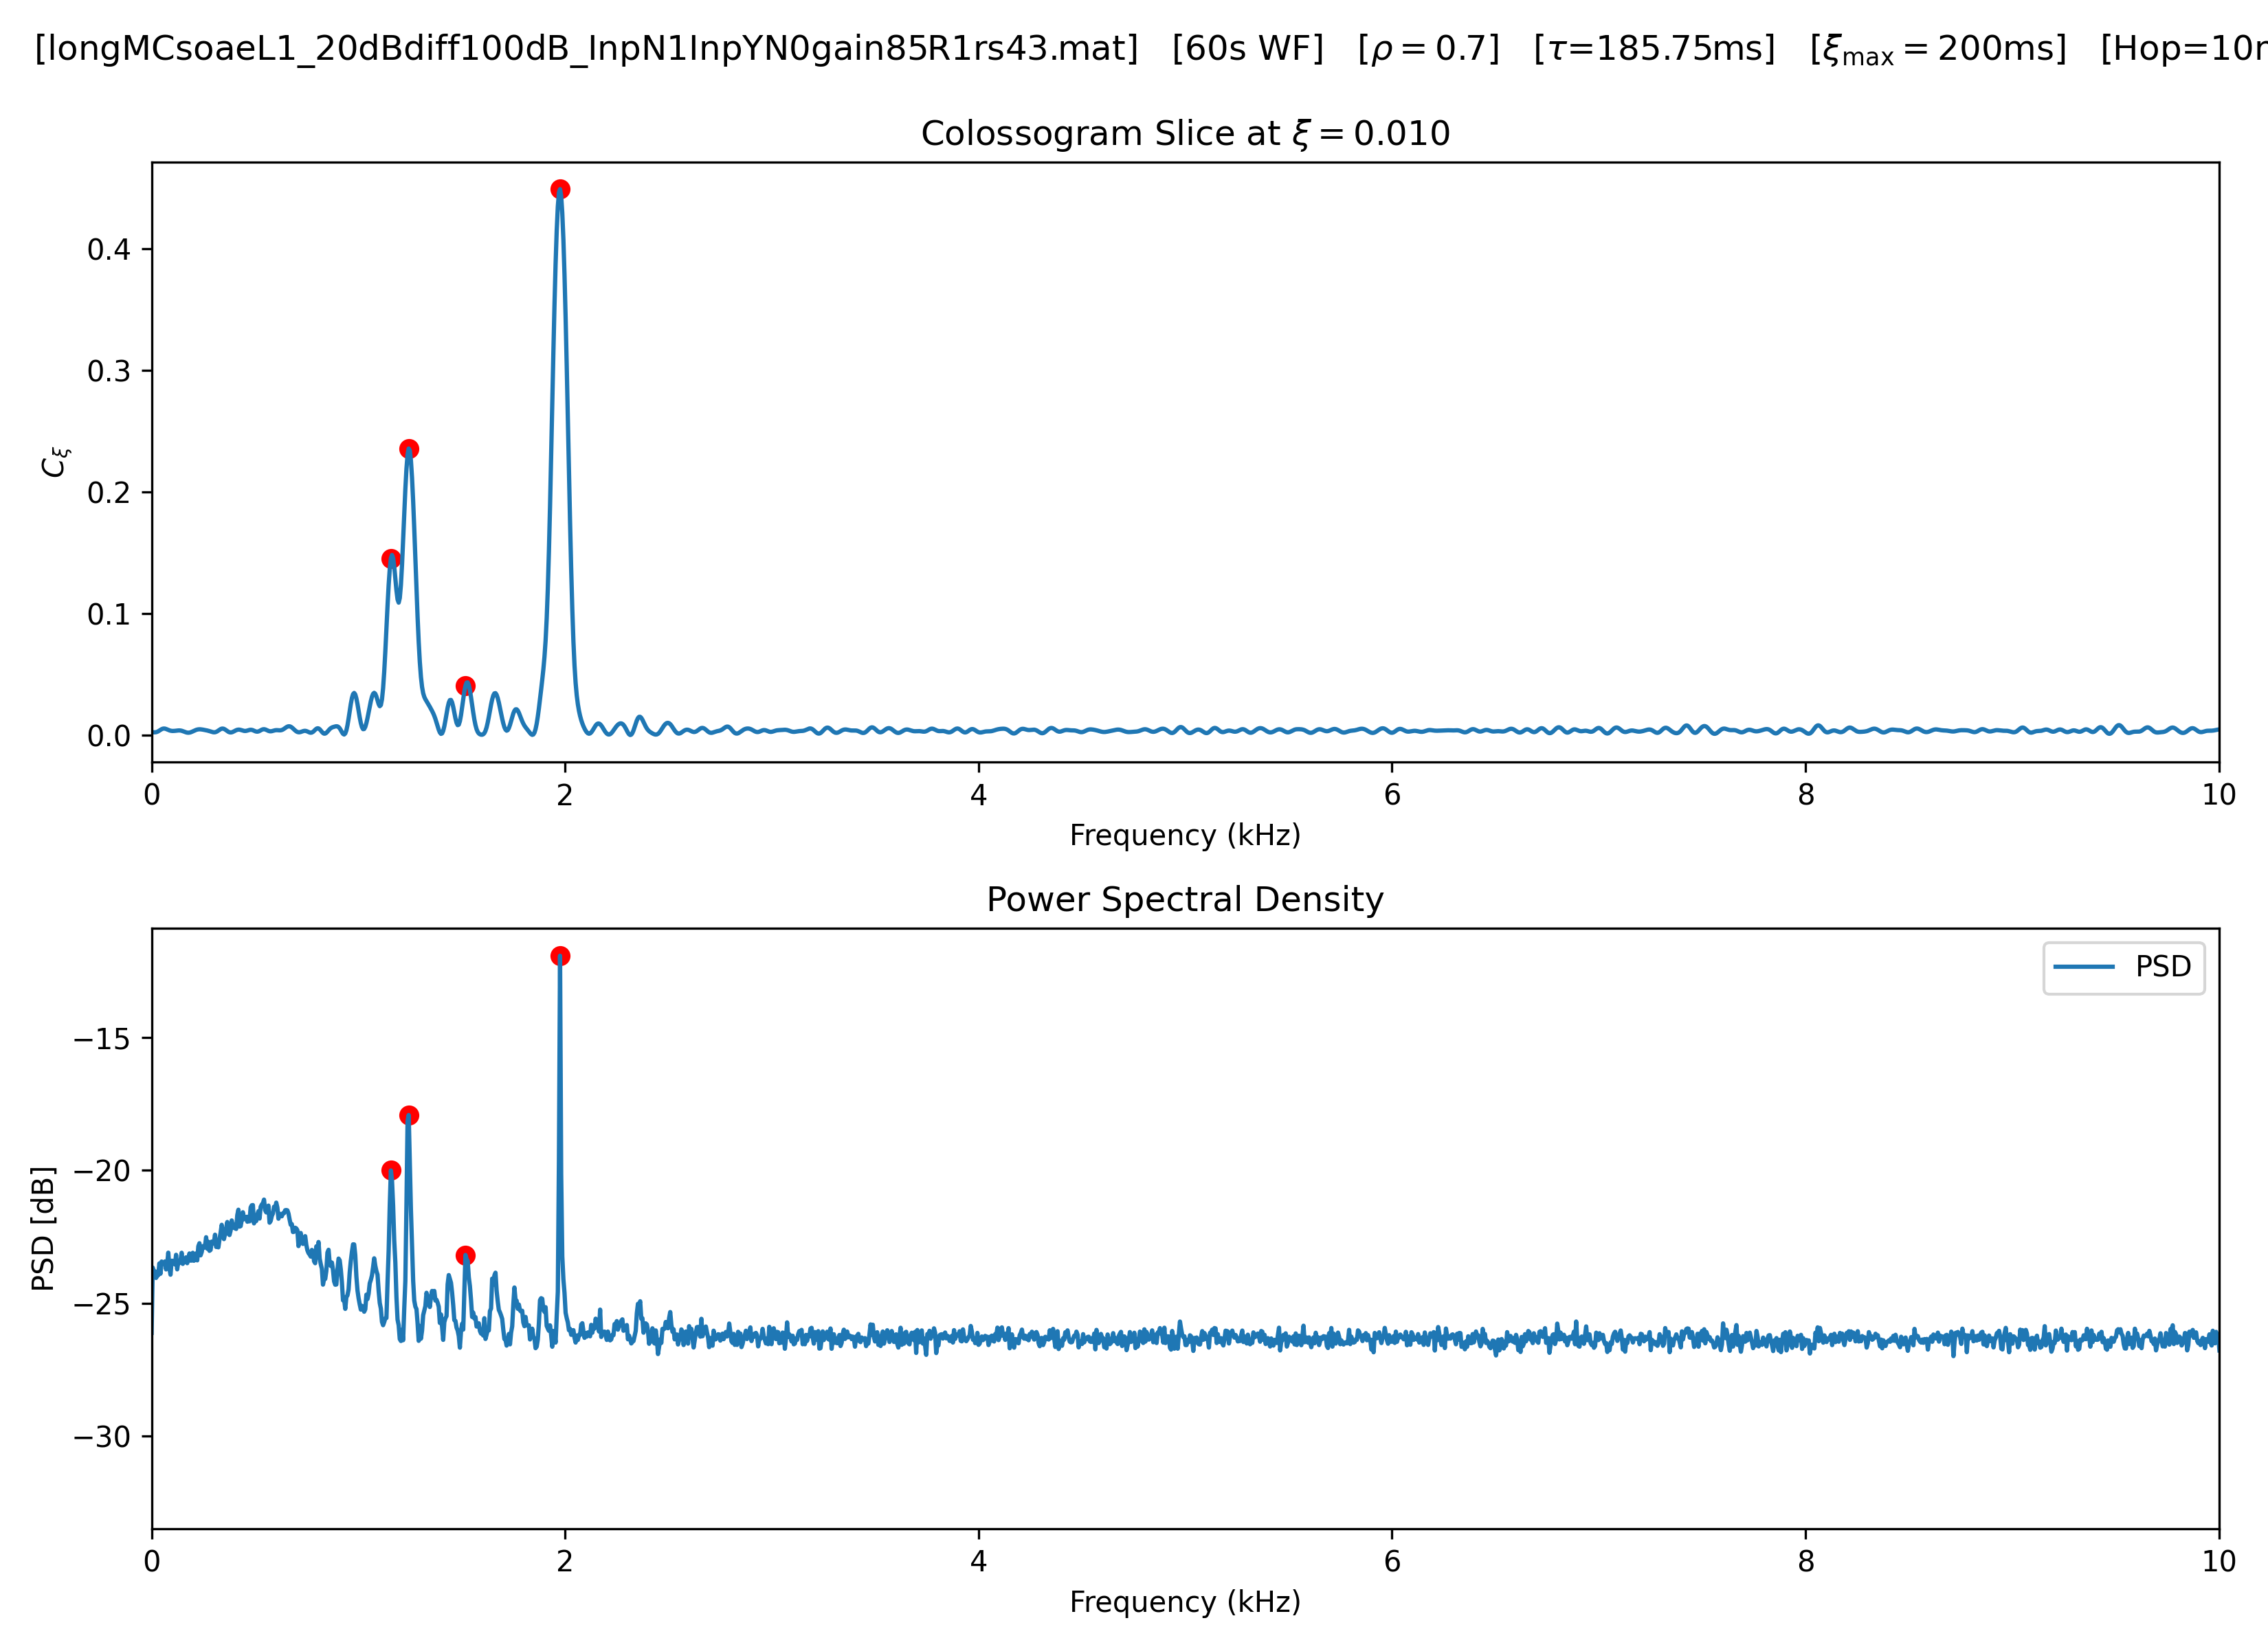 [longMCsoaeL1_20dBdiff100dB_InpN1InpYN0gain85R1rs43.mat] [60s WF] [ρ = 0.7] [τ=185.75ms] [ξmax = 200ms] [Hop=10
Colossogram Slice at ξ = 0.010
0.4
0.3
0.2
0.1
0.0
Cξ
0 2 4 6 8 10
Frequency (kHz)
Power Spectral Density
PSD
−15
−20
−25
−30
PSD [dB]
0 2 4 6 8 10
Frequency (kHz)